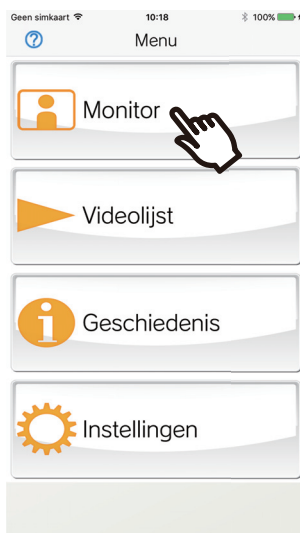 Geen simkaart 10:18 100%
Menu
Monitor
Videolijst
Geschiedenis
Instellingen